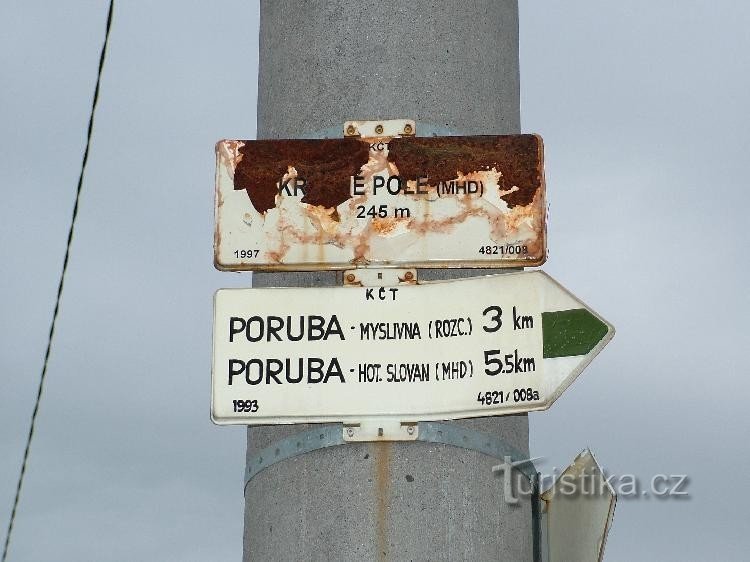 KČT
POLE (MHD)
245 m
1997 4821/008
KČT
PORUBA - MYSLIVNA (ROZC.) 3 km
PORUBA - HOT. SLOVAN (MHD) 5.5km
1993 4821/008a
turistika.cz